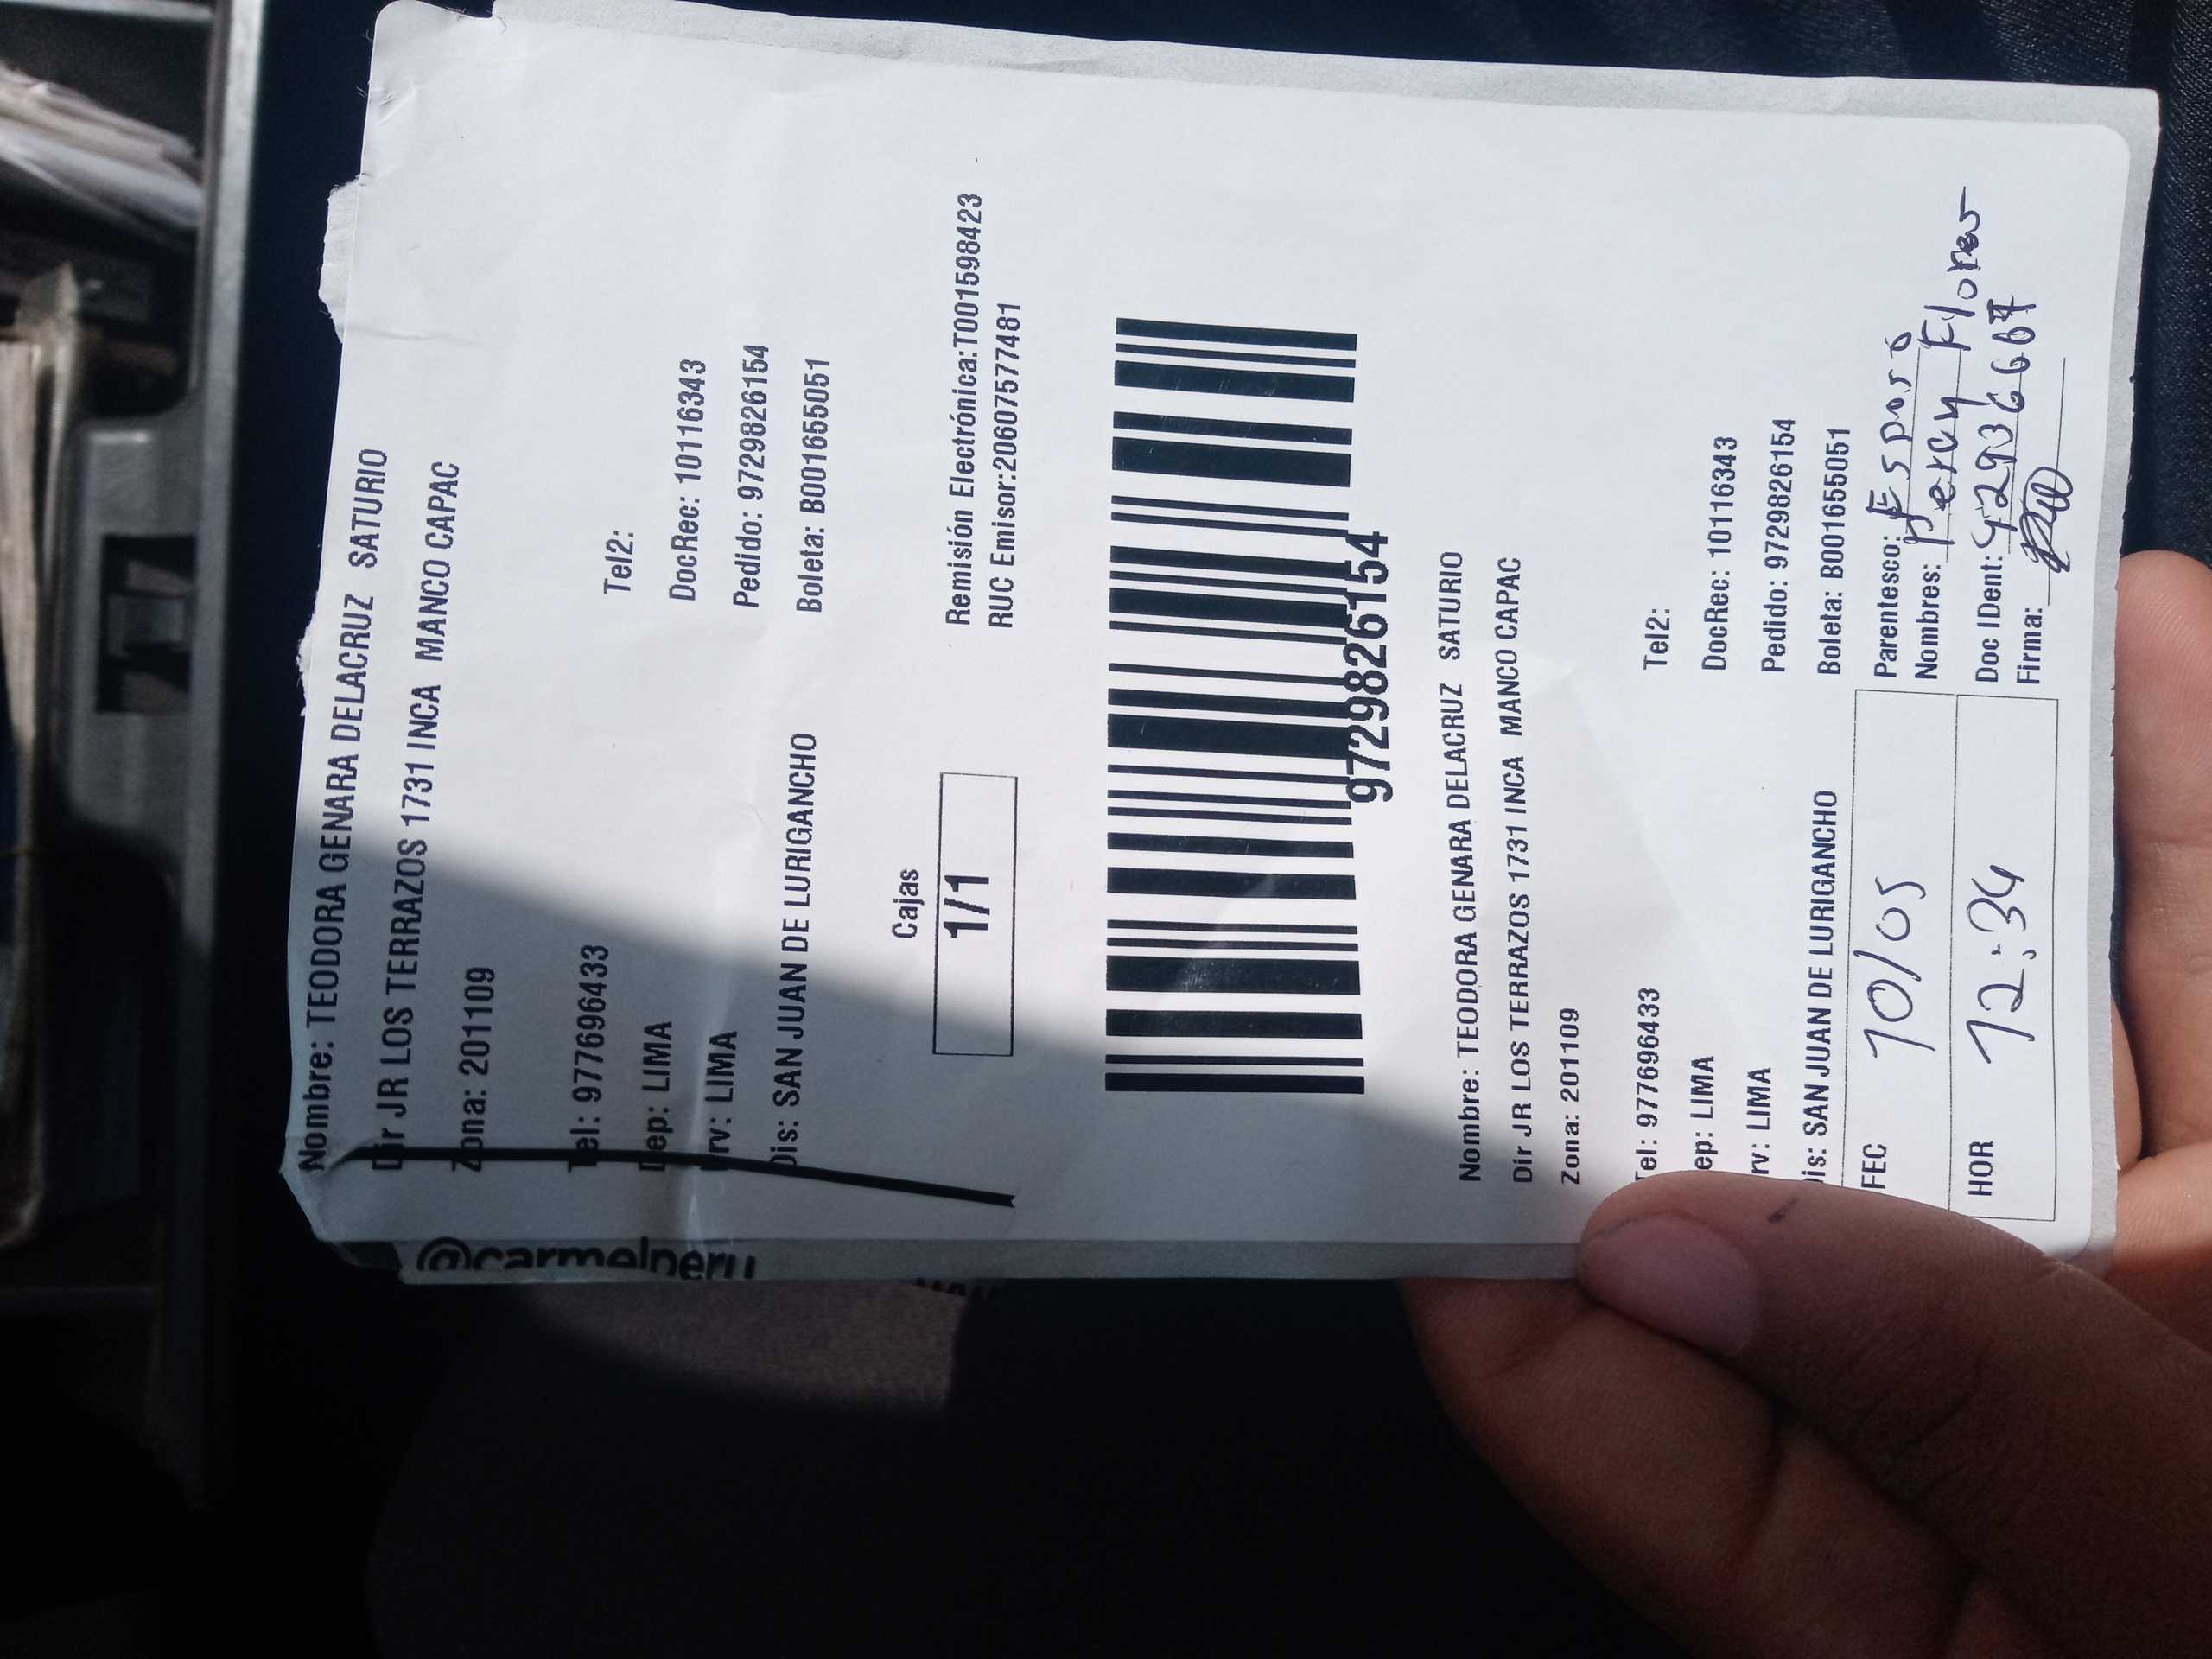 Nombre: TEODORA GENARA DELACRUZ SATURIO
Dir JR LOS TERRAZOS 1731 INCA MANCO CAPAC
Zona: 201109
Tel: 977696433 Tel2:
Dep: LIMA DocRec: 10116343
Prv: LIMA Pedido: 9729826154
Dis: SAN JUAN DE LURIGANCHO Boleta: B001655051
Cajas
1/1
Remisión Electrónica:T001598423
RUC Emisor:20607577481
9729826154
Nombre: TEODORA GENARA DELACRUZ SATURIO
Dir JR LOS TERRAZOS 1731 INCA MANCO CAPAC
Zona: 201109
Tel: 977696433 Tel2:
ep: LIMA DocRec: 10116343
rv: LIMA Pedido: 9729826154
is: SAN JUAN DE LURIGANCHO Boleta: B001655051
FEC 10/05 Parentesco: Esposo
Nombres: Flores
HOR 12:34 Doc IDent:
Firma:
@carmelperu